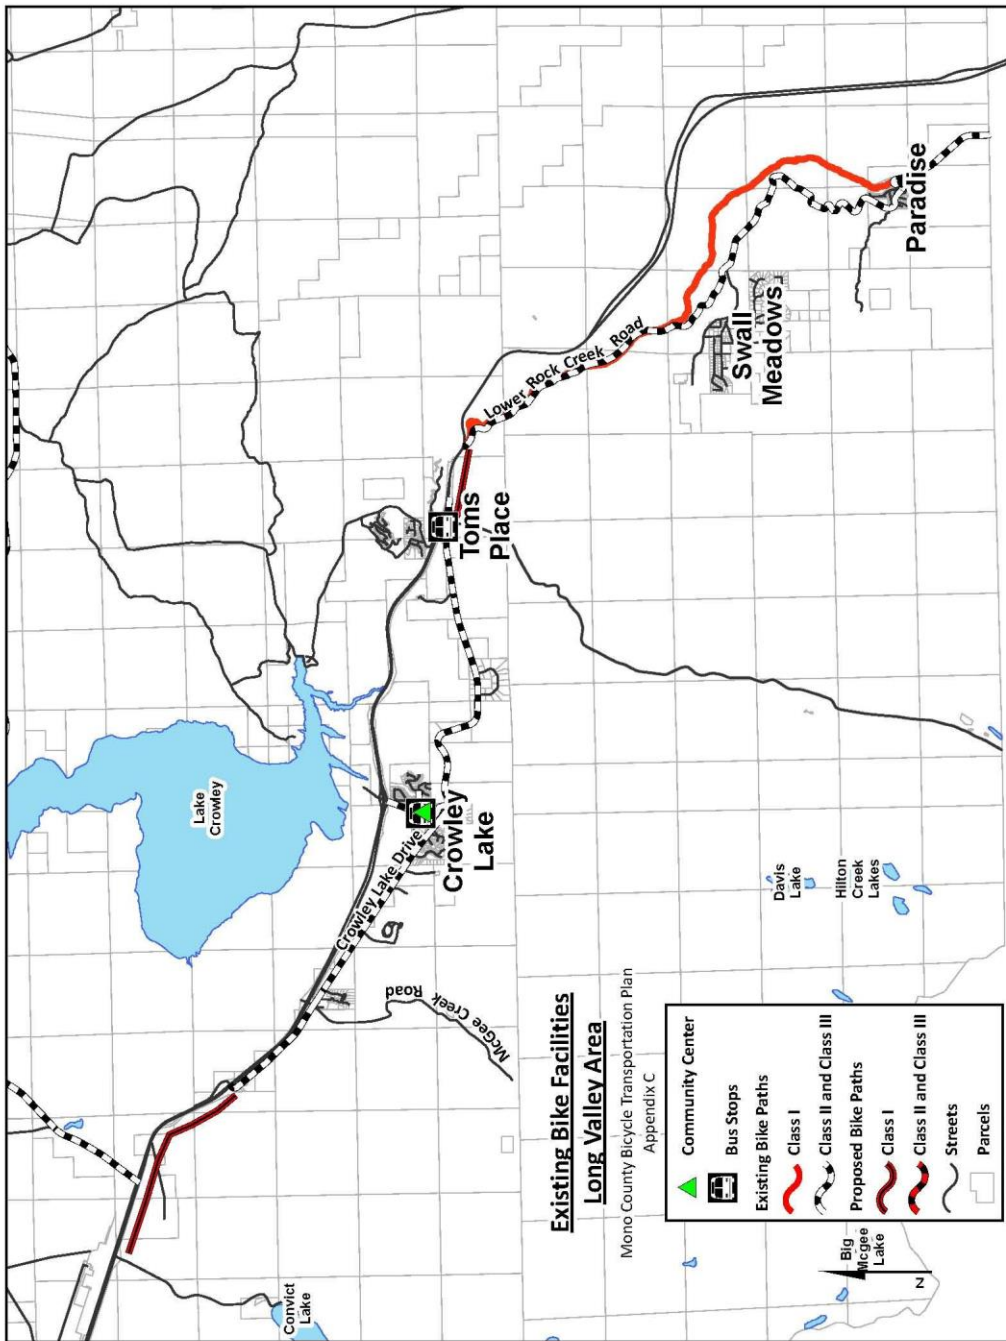 Lake
Crowley
Convict
Lake
McGee Creek Road
Crowley Lake Drive
Crowley
Lake
Toms
Place
Lower Rock Creek Road
Swall
Meadows
Paradise
Davis
Lake
Hilton
Creek
Lakes
Big
Mcgee
Lake
N
Existing Bike Facilities
Long Valley Area
Mono County Bicycle Transportation Plan
Appendix C
Community Center
Bus Stops
Existing Bike Paths
Class I
Class II and Class III
Proposed Bike Paths
Class I
Class II and Class III
Streets
Parcels